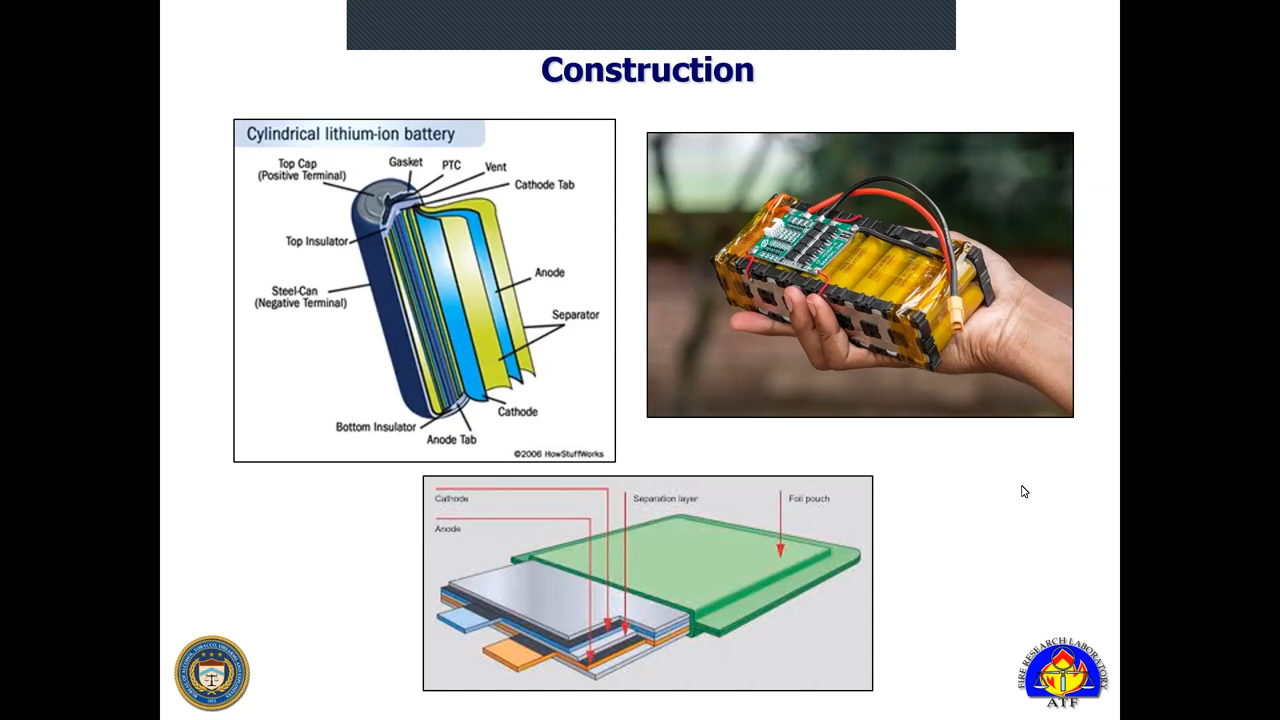 Construction
Cylindrical lithium-ion battery
Top Cap
(Positive Terminal)
Gasket
PTC
Vent
Cathode Tab
Top Insulator
Steel-Can
(Negative Terminal)
Anode
Separator
Cathode
Bottom Insulator
Anode Tab
©2006 HowStuffWorks
Cathode
Separation layer
Foil pouch
Anode
FIRE RESEARCH LABORATORY
ATF